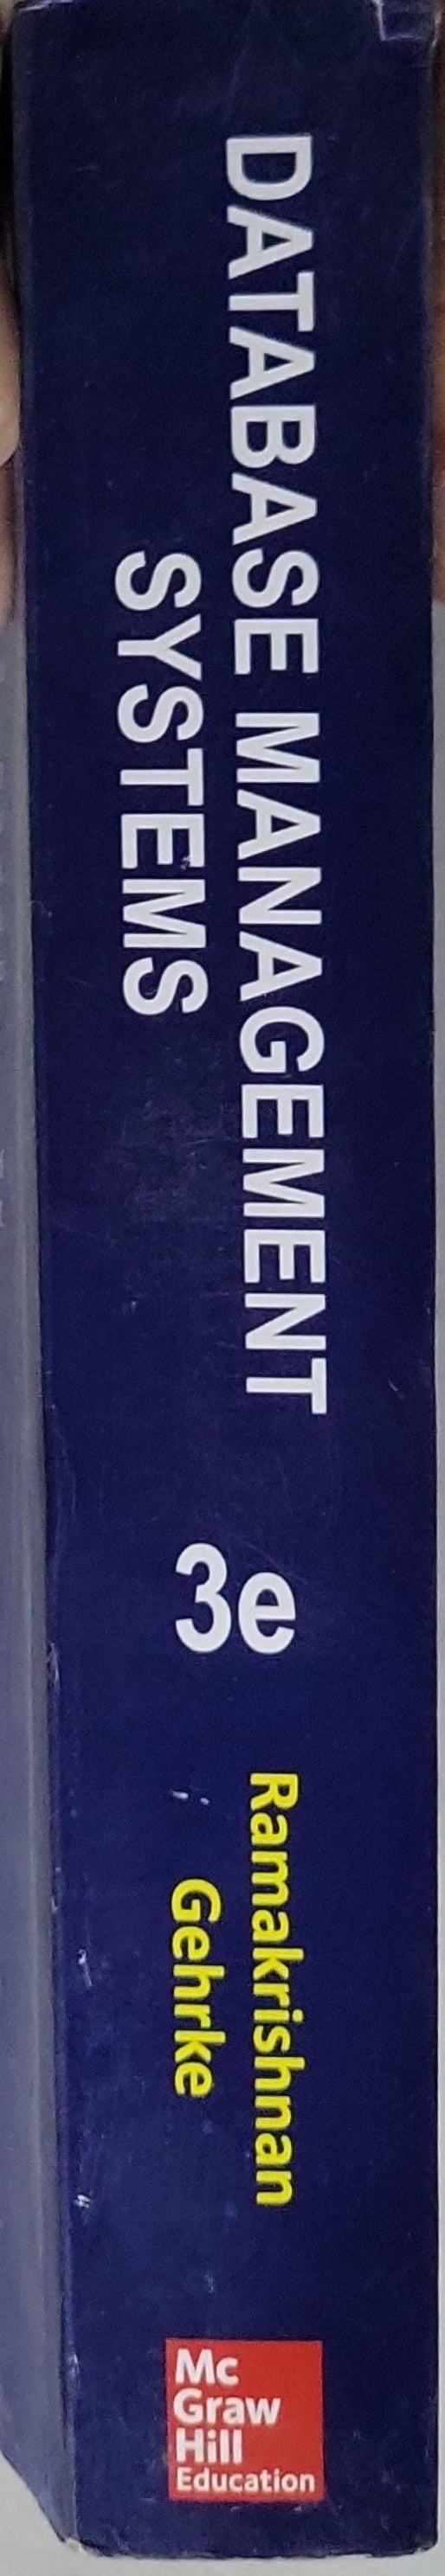 DATABASE MANAGEMENT
SYSTEMS
3e
Ramakrishnan
Gehrke
Mc
Graw
Hill
Education